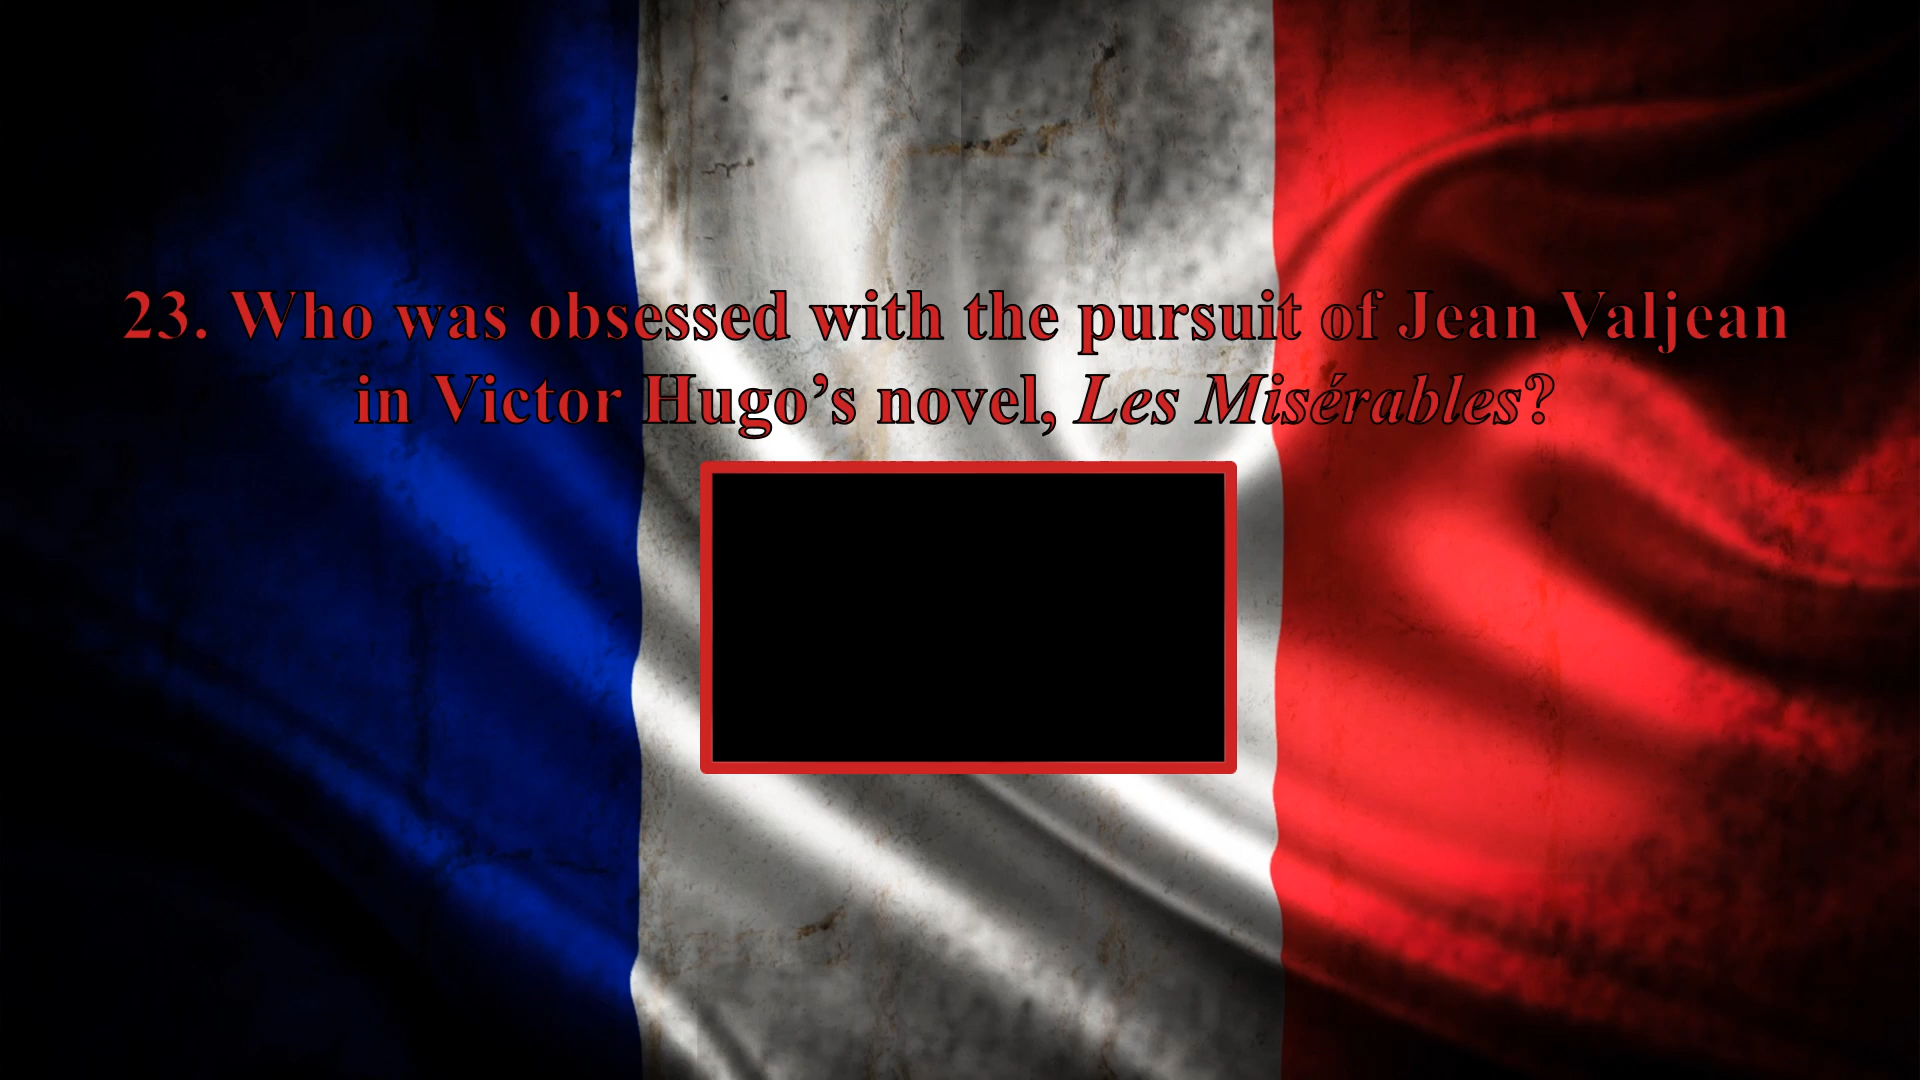 23. Who was obsessed with the pursuit of Jean Valjean
in Victor Hugo’s novel, Les Misérables?